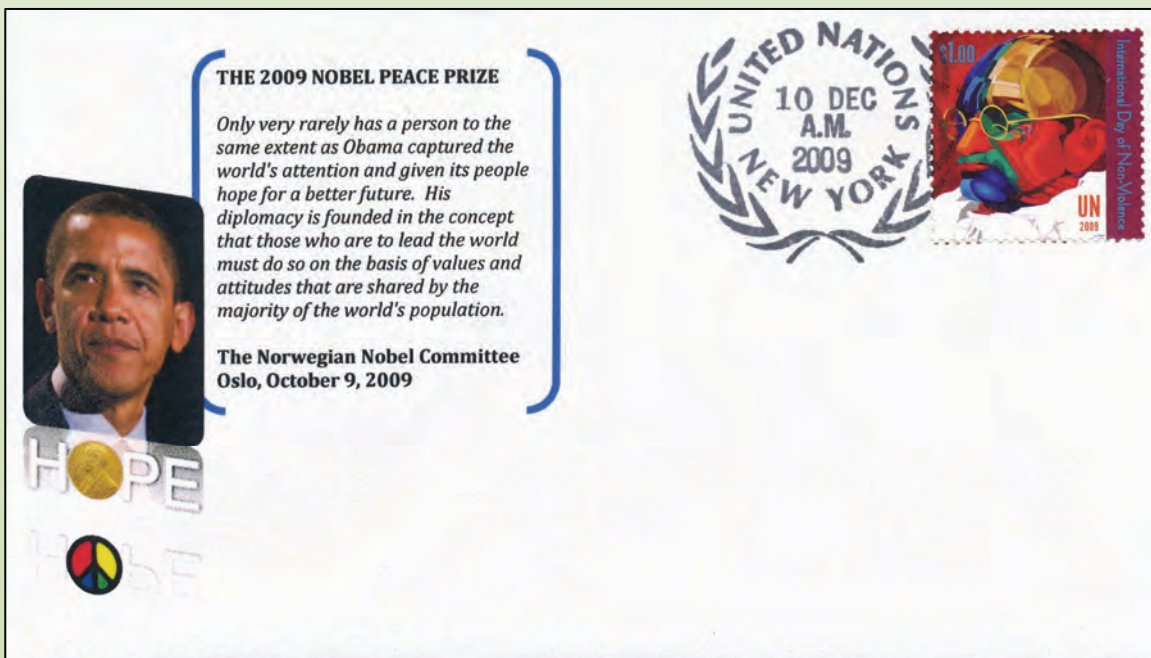 THE 2009 NOBEL PEACE PRIZE
Only very rarely has a person to the
same extent as Obama captured the
world's attention and given its people
hope for a better future. His
diplomacy is founded in the concept
that those who are to lead the world
must do so on the basis of values and
attitudes that are shared by the
majority of the world's population.
The Norwegian Nobel Committee
Oslo, October 9, 2009
HOPE
UNITED NATIONS
10 DEC
A.M.
2009
NEW YORK
$1.00
International Day of Non-Violence
UN
2009